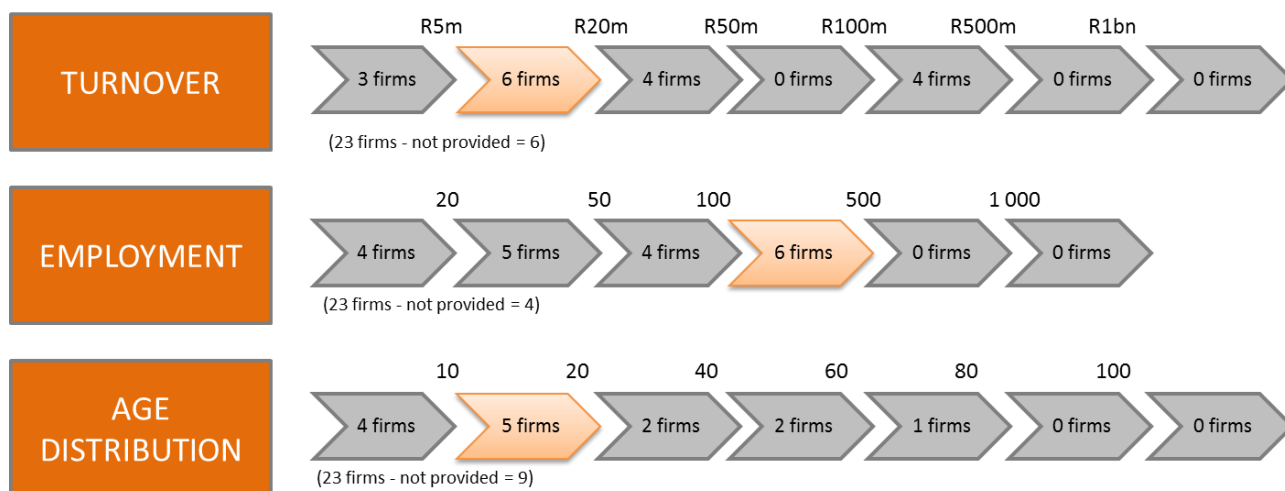 R5m R20m R50m R100m R500m R1bn
TURNOVER
3 firms 6 firms 4 firms 0 firms 4 firms 0 firms 0 firms
(23 firms - not provided = 6)
20 50 100 500 1 000
EMPLOYMENT
4 firms 5 firms 4 firms 6 firms 0 firms 0 firms
(23 firms - not provided = 4)
10 20 40 60 80 100
AGE
DISTRIBUTION
4 firms 5 firms 2 firms 2 firms 1 firms 0 firms 0 firms
(23 firms - not provided = 9)